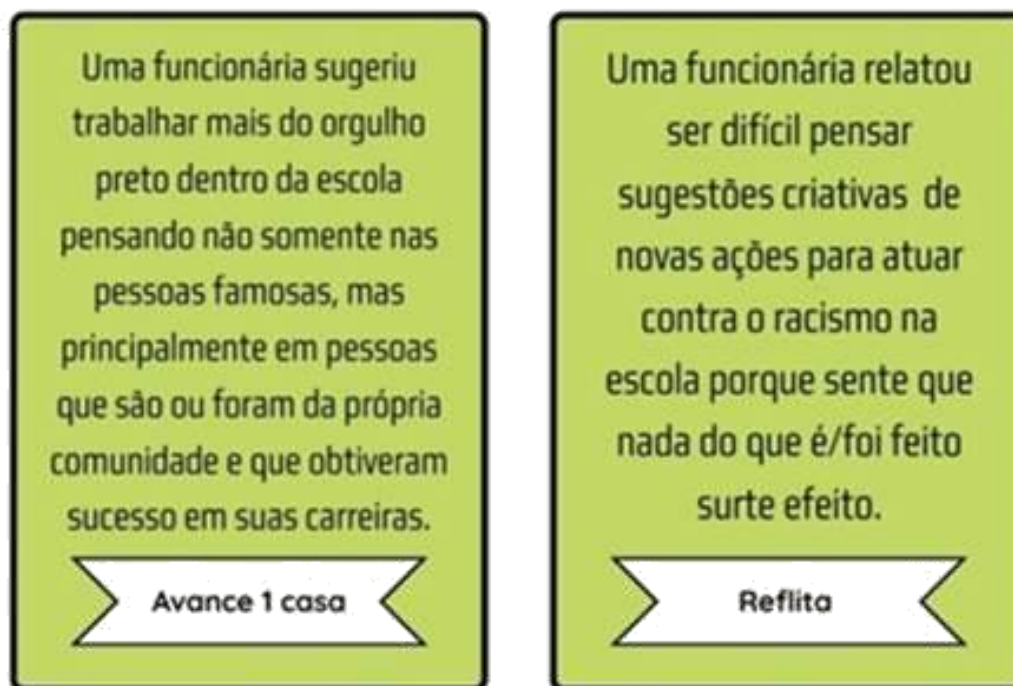 Uma funcionária sugeriu
trabalhar mais do orgulho
preto dentro da escola
pensando não somente nas
pessoas famosas, mas
principalmente em pessoas
que são ou foram da própria
comunidade e que obtiveram
sucesso em suas carreiras.
Avance 1 casa
Uma funcionária relatou
ser difícil pensar
sugestões criativas de
novas ações para atuar
contra o racismo na
escola porque sente que
nada do que é/foi feito
surte efeito.
Reflita